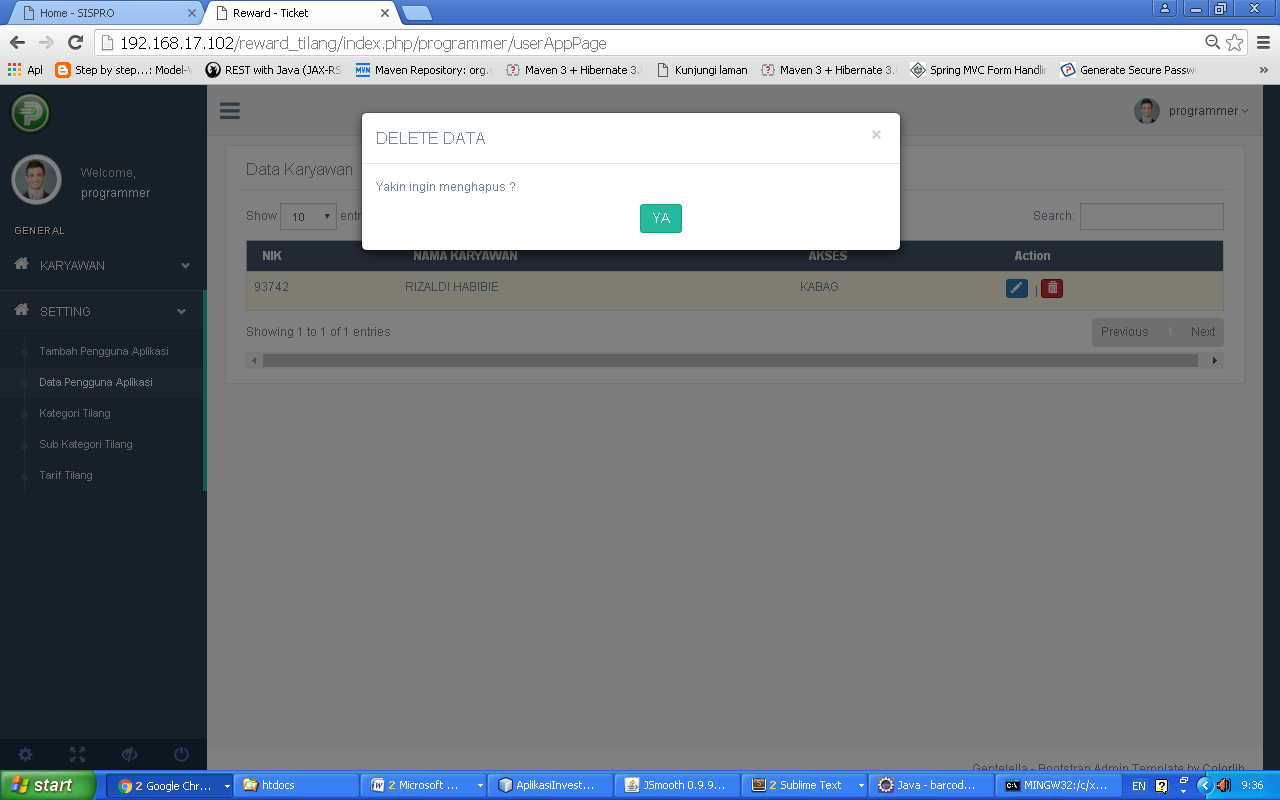 Home - SISPRO
Reward - Ticket
192.168.17.102/reward_tilang/index.php/programmer/userAppPage
Apl
Step by step...: Model-
REST with Java (JAX-RS
Maven Repository: org.
Maven 3 + Hibernate 3.
Kunjungi laman
Maven 3 + Hibernate 3.
Spring MVC Form Handlin
Generate Secure Passw
»
programmer
Welcome,
programmer
GENERAL
KARYAWAN
SETTING
Tambah Pengguna Aplikasi
Data Pengguna Aplikasi
Kategori Tilang
Sub Kategori Tilang
Tarif Tilang
DELETE DATA
×
Yakin ingin menghapus ?
YA
Data Karyawan
Show 10 entr
Search:
NIK NAMA KARYAWAN AKSES Action
93742 RIZALDI HABIBIE KABAG |
Showing 1 to 1 of 1 entries
Previous 1 Next
Gentelella - Bootstrap Admin Template by Colorlib
start
2 Google Chr...
htdocs
2 Microsoft ...
AplikasiInvest...
JSmooth 0.9.9...
2 Sublime Text
Java - barcod...
MINGW32:/c/x...
EN
9:36